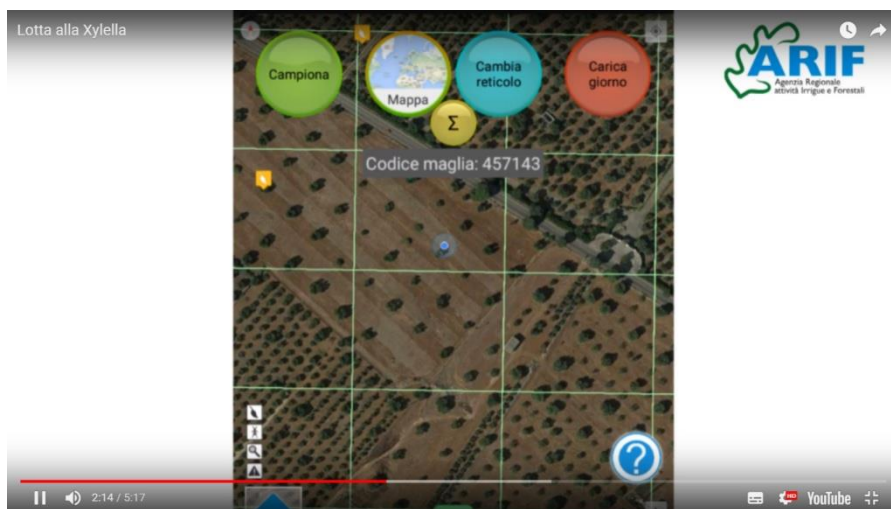 Lotta alla Xylella
Campiona
Mappa
Cambia
reticolo
Carica
giorno
Σ
Codice maglia: 457143
ARIF
Agenzia Regionale
attività Irrigue e Forestali
?
2:14 / 5:17
HD
YouTube